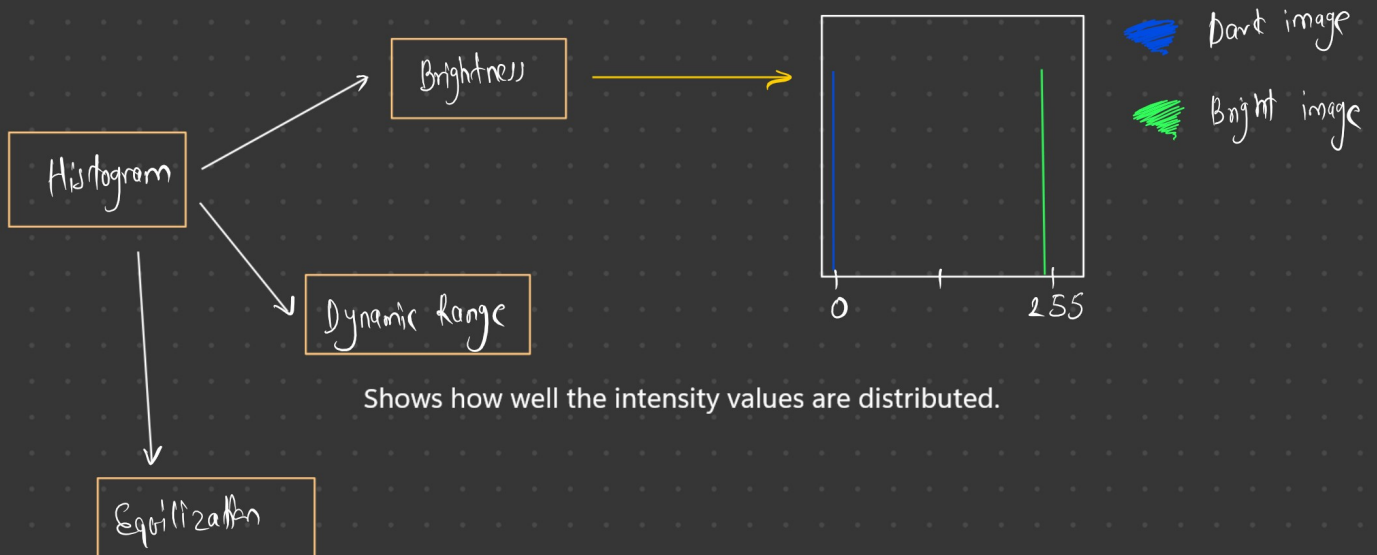 Brightness
Dark image
Bright image
Histogram
0
255
Dynamic Range
Shows how well the intensity values are distributed.
Equilization